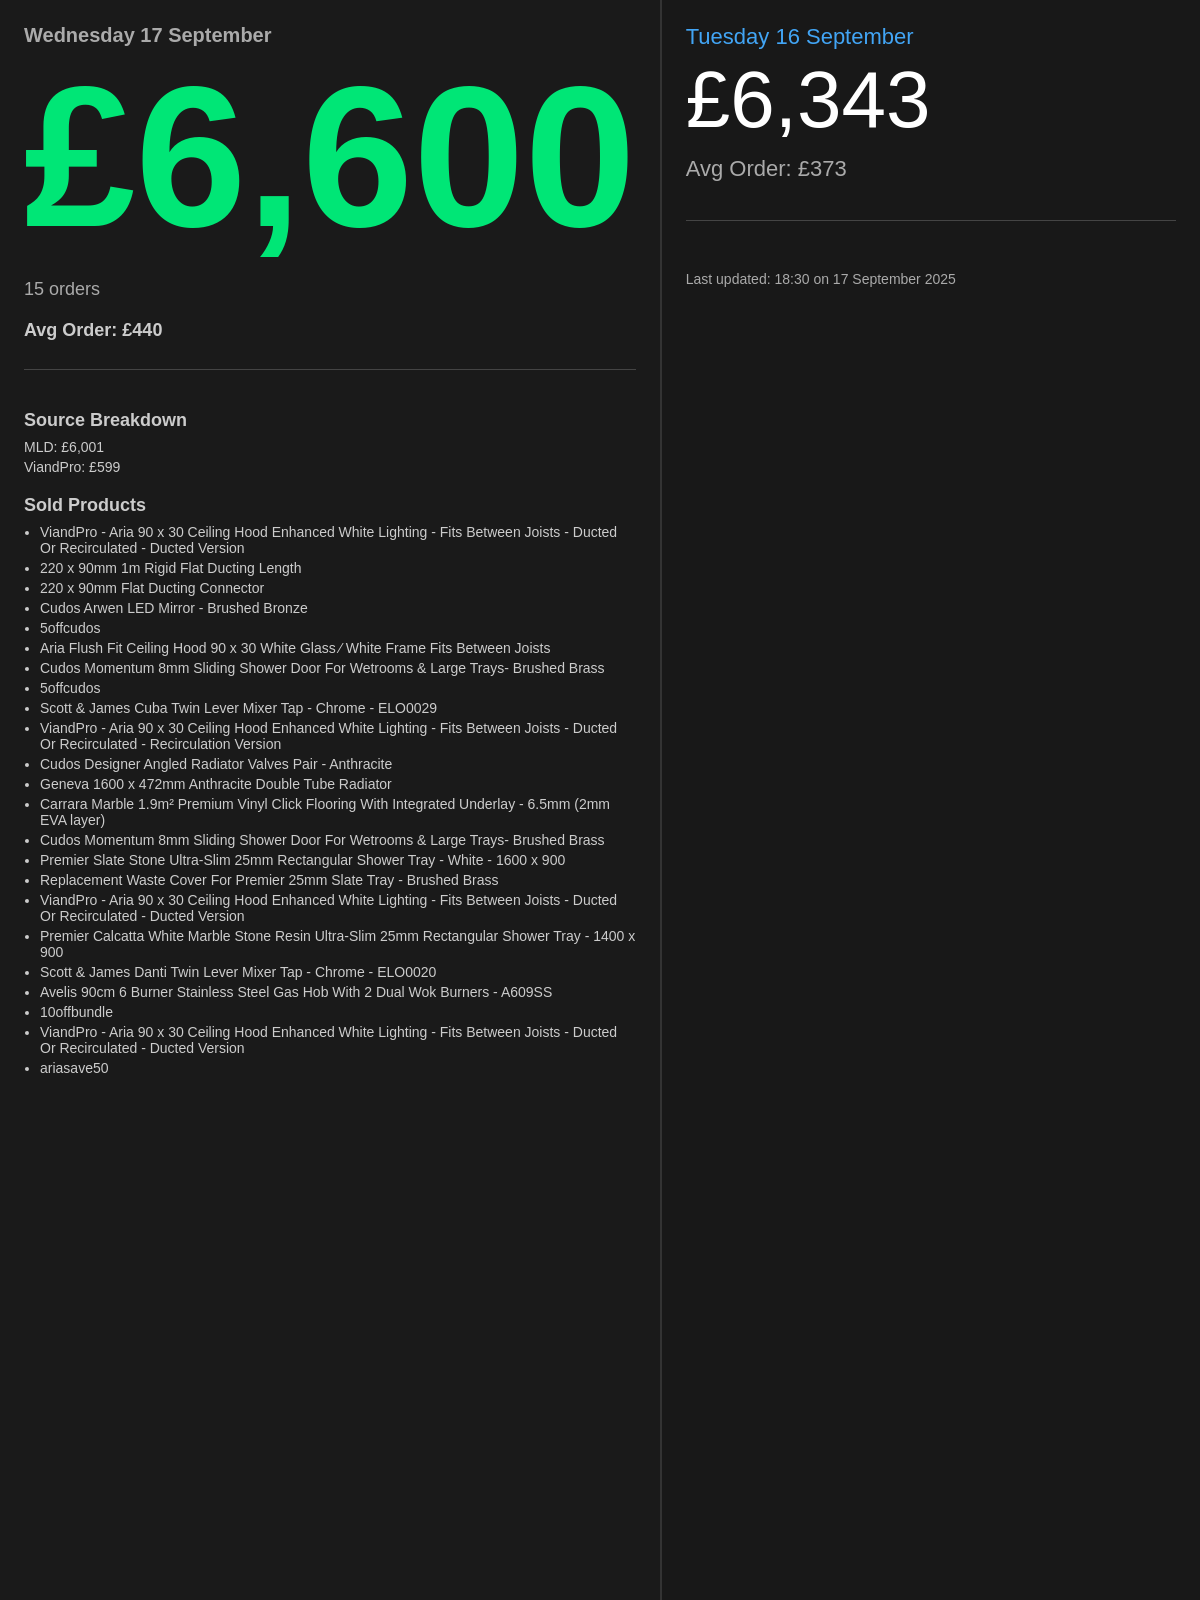 Wednesday 17 September
£6,600
15 orders
Avg Order: £440
Source Breakdown
MLD: £6,001
ViandPro: £599
Sold Products
• ViandPro - Aria 90 x 30 Ceiling Hood Enhanced White Lighting - Fits Between Joists - Ducted
Or Recirculated - Ducted Version
• 220 x 90mm 1m Rigid Flat Ducting Length
• 220 x 90mm Flat Ducting Connector
• Cudos Arwen LED Mirror - Brushed Bronze
• 5offcudos
• Aria Flush Fit Ceiling Hood 90 x 30 White Glass ⁄ White Frame Fits Between Joists
• Cudos Momentum 8mm Sliding Shower Door For Wetrooms & Large Trays- Brushed Brass
• 5offcudos
• Scott & James Cuba Twin Lever Mixer Tap - Chrome - ELO0029
• ViandPro - Aria 90 x 30 Ceiling Hood Enhanced White Lighting - Fits Between Joists - Ducted
Or Recirculated - Recirculation Version
• Cudos Designer Angled Radiator Valves Pair - Anthracite
• Geneva 1600 x 472mm Anthracite Double Tube Radiator
• Carrara Marble 1.9m² Premium Vinyl Click Flooring With Integrated Underlay - 6.5mm (2mm
EVA layer)
• Cudos Momentum 8mm Sliding Shower Door For Wetrooms & Large Trays- Brushed Brass
• Premier Slate Stone Ultra-Slim 25mm Rectangular Shower Tray - White - 1600 x 900
• Replacement Waste Cover For Premier 25mm Slate Tray - Brushed Brass
• ViandPro - Aria 90 x 30 Ceiling Hood Enhanced White Lighting - Fits Between Joists - Ducted
Or Recirculated - Ducted Version
• Premier Calcatta White Marble Stone Resin Ultra-Slim 25mm Rectangular Shower Tray - 1400 x
900
• Scott & James Danti Twin Lever Mixer Tap - Chrome - ELO0020
• Avelis 90cm 6 Burner Stainless Steel Gas Hob With 2 Dual Wok Burners - A609SS
• 10offbundle
• ViandPro - Aria 90 x 30 Ceiling Hood Enhanced White Lighting - Fits Between Joists - Ducted
Or Recirculated - Ducted Version
• ariasave50
Tuesday 16 September
£6,343
Avg Order: £373
Last updated: 18:30 on 17 September 2025